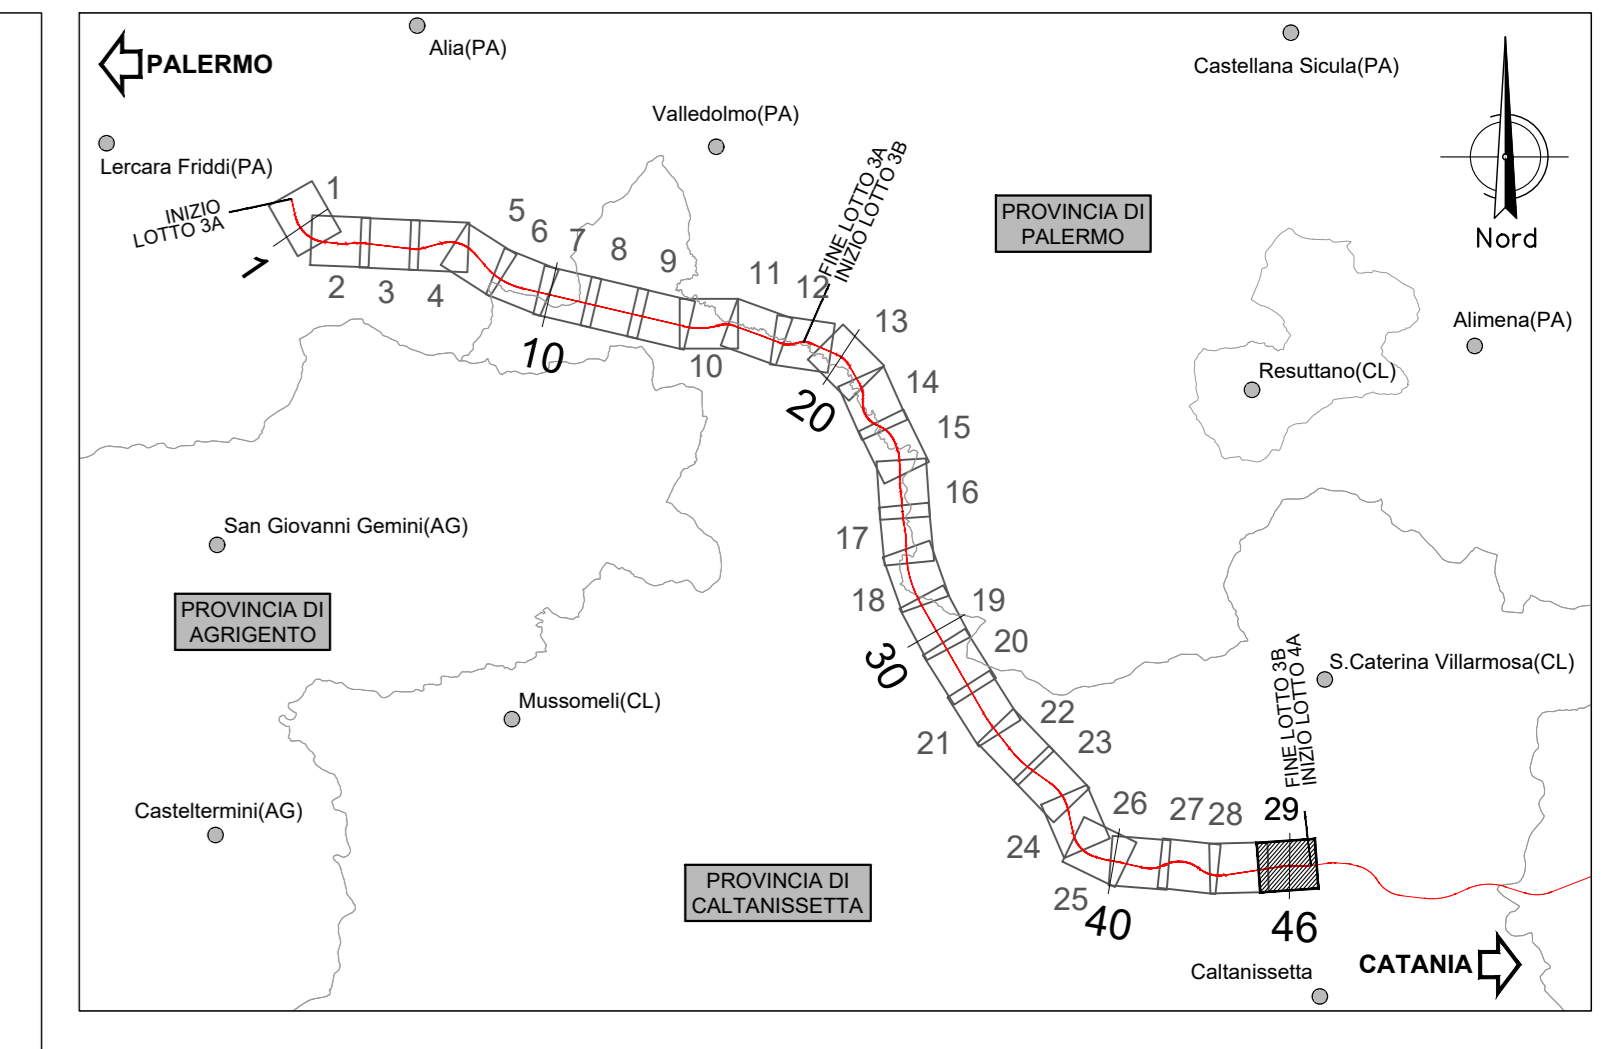 PALERMO
Alia(PA)
Castellana Sicula(PA)
Valledolmo(PA)
Lercara Friddi(PA)
INIZIO
LOTTO 3A
FINE LOTTO 3A
INIZIO LOTTO 3B
PROVINCIA DI
PALERMO
Nord
1
1
2
3
4
5
6
7
8
9
10
10
11
12
13
20
14
15
16
17
18
19
20
30
21
22
23
24
25
26
27
28
29
40
46
Alimena(PA)
Resuttano(CL)
San Giovanni Gemini(AG)
PROVINCIA DI
AGRIGENTO
Mussomeli(CL)
S.Caterina Villarmosa(CL)
FINE LOTTO 3B
INIZIO LOTTO 4A
Casteltermini(AG)
PROVINCIA DI
CALTANISSETTA
Caltanissetta
CATANIA